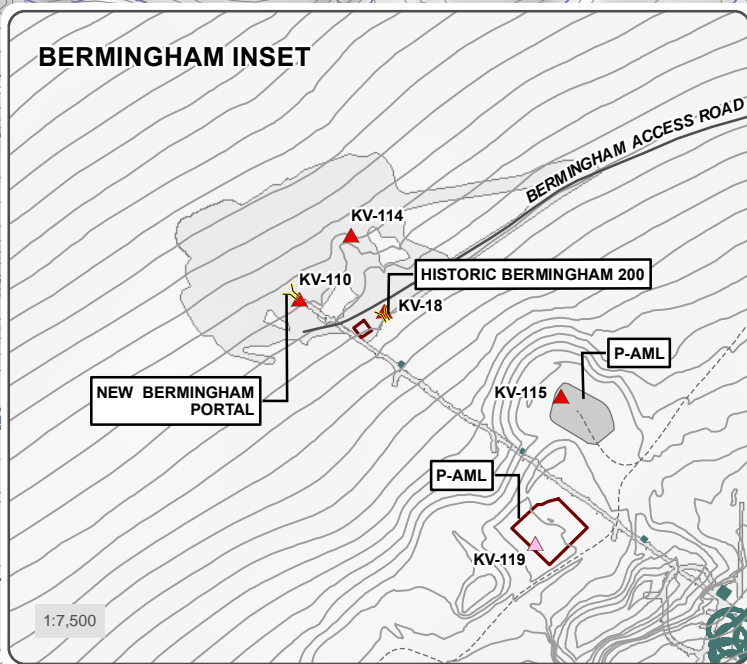 BERMINGHAM INSET
BERMINGHAM ACCESS ROAD
KV-114
KV-110
HISTORIC BERMINGHAM 200
KV-18
P-AML
NEW BERMINGHAM
PORTAL
KV-115
P-AML
KV-119
1:7,500